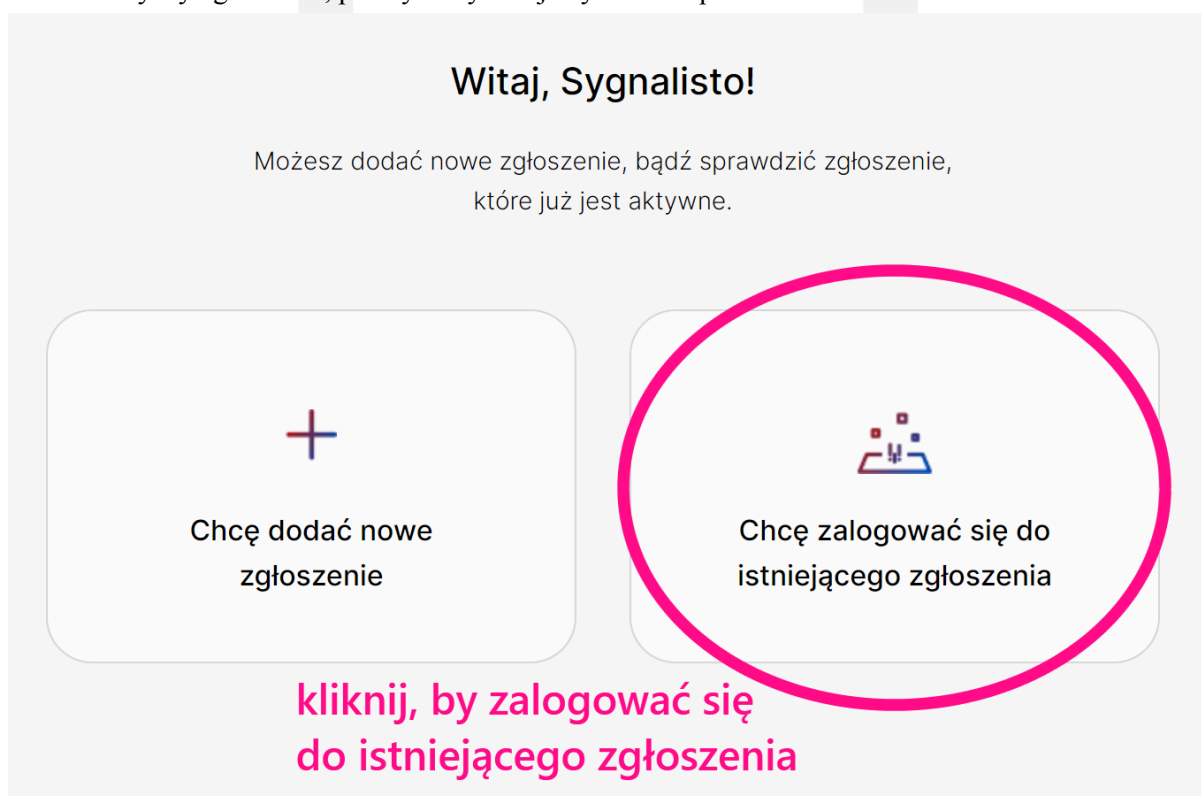 Witaj, Sygnalisto!
Możesz dodać nowe zgłoszenie, bądź sprawdzić zgłoszenie,
które już jest aktywne.
Chcę dodać nowe
zgłoszenie
Chcę zalogować się do
istniejącego zgłoszenia
kliknij, by zalogować się
do istniejącego zgłoszenia